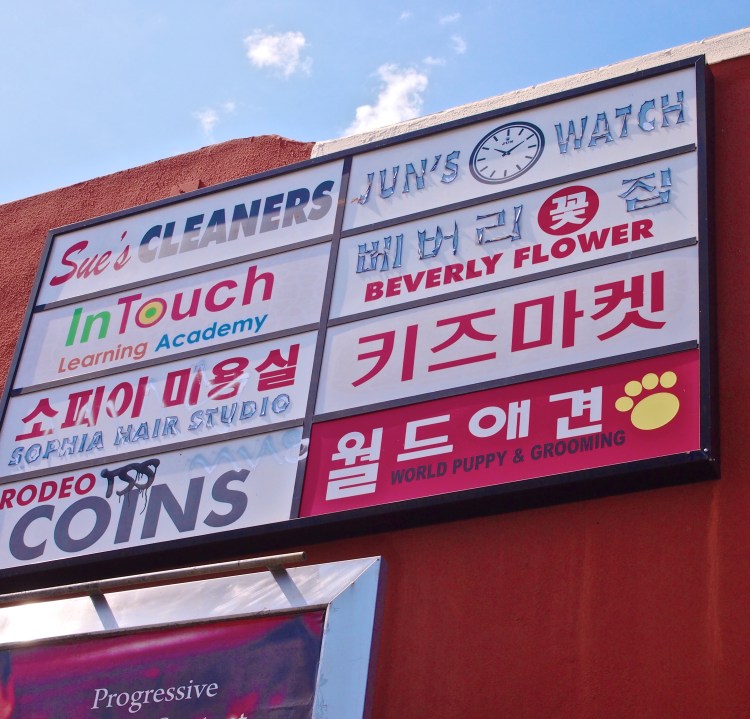 Sue's CLEANERS
InTouch
Learning Academy
소피아 미용실
SOPHIA HAIR STUDIO
RODEO
COINS
JUN'S WATCH
베버리 꽃 집
BEVERLY FLOWER
키즈마켓
월드애견
WORLD PUPPY & GROOMING
Progressive